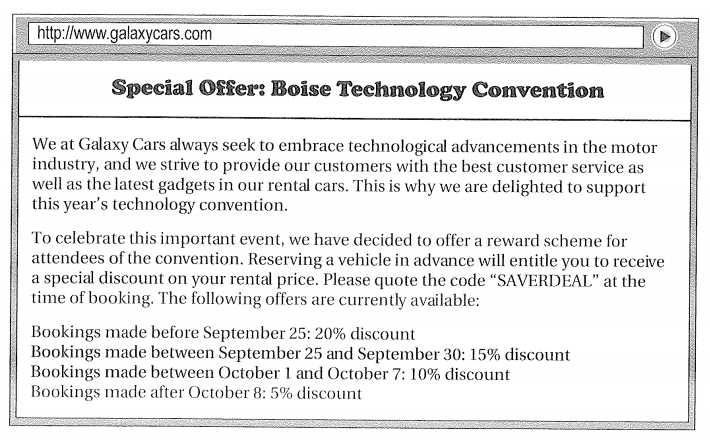 http://www.galaxycars.com
Special Offer: Boise Technology Convention
We at Galaxy Cars always seek to embrace technological advancements in the motor
industry, and we strive to provide our customers with the best customer service as
well as the latest gadgets in our rental cars. This is why we are delighted to support
this year's technology convention.
To celebrate this important event, we have decided to offer a reward scheme for
attendees of the convention. Reserving a vehicle in advance will entitle you to receive
a special discount on your rental price. Please quote the code “SAVERDEAL” at the
time of booking. The following offers are currently available:
Bookings made before September 25: 20% discount
Bookings made between September 25 and September 30: 15% discount
Bookings made between October 1 and October 7: 10% discount
Bookings made after October 8: 5% discount